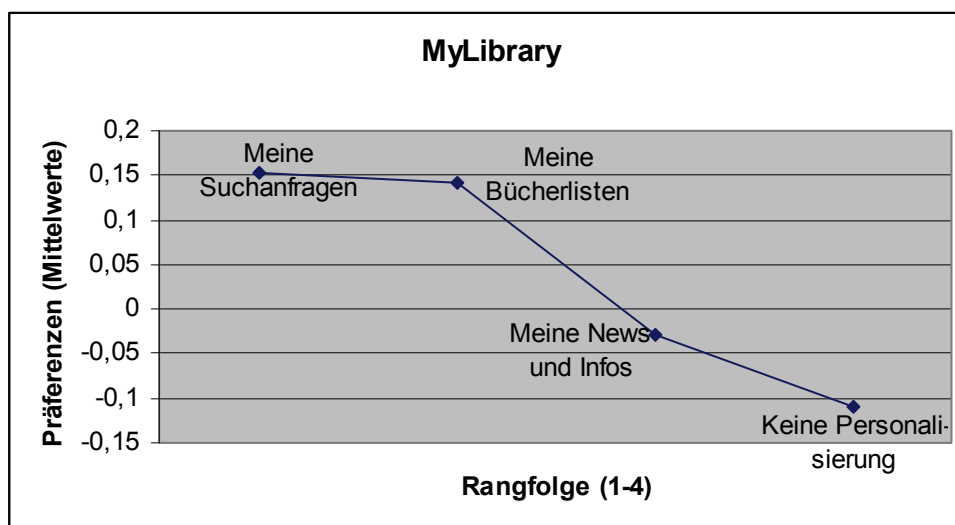 MyLibrary
Präferenzen (Mittelwerte)
0,2
0,15
0,1
0,05
0
-0,05
-0,1
-0,15
Meine
Suchanfragen
Meine
Bücherlisten
Meine News
und Infos
Keine Personali-
sierung
Rangfolge (1-4)